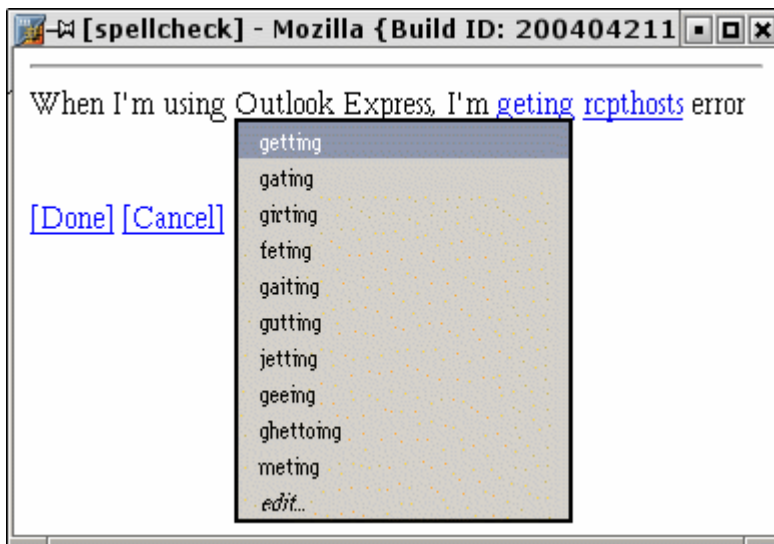 [spellcheck] - Mozilla {Build ID: 200404211
When I'm using Outlook Express, I'm geting rcpthosts error
getting
gating
girting
feting
gaiting
gutting
jetting
geeing
ghettoing
meting
edit...
[Done] [Cancel]